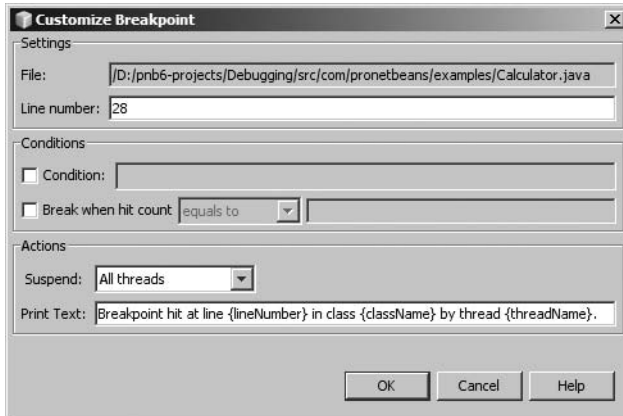 Customize Breakpoint
Settings
File: /D:/pnb6-projects/Debugging/src/com/pronetbeans/examples/Calculator.java
Line number: 28
Conditions
Condition:
Break when hit count equals to
Actions
Suspend: All threads
Print Text: Breakpoint hit at line {lineNumber} in class {className} by thread {threadName}.
OK Cancel Help